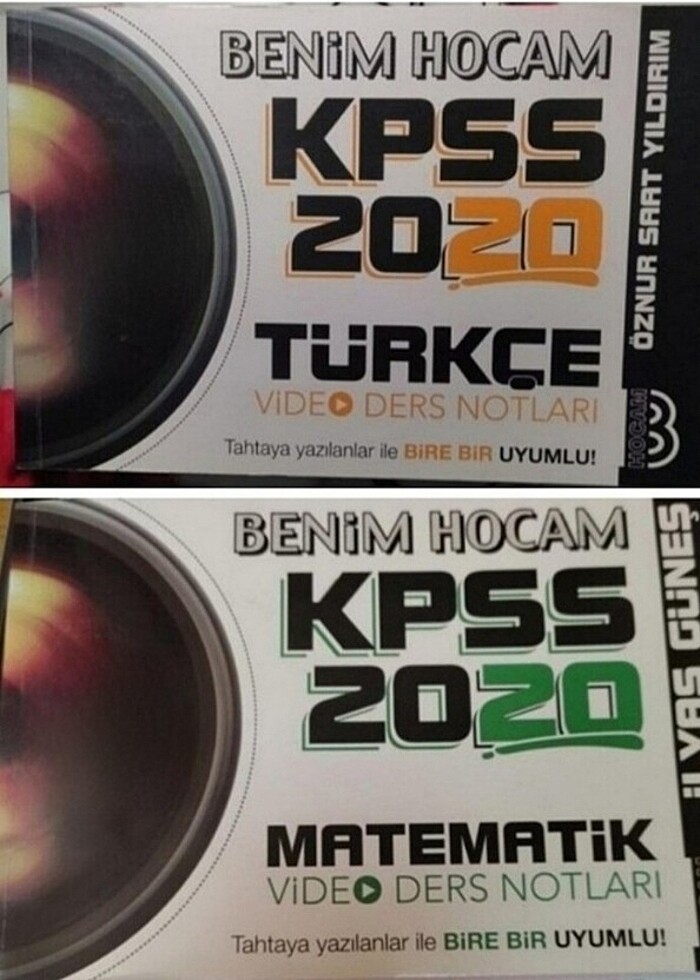 BENİM HOCAM
KPSS
2020
TÜRKÇE
VİDEO DERS NOTLARI
Tahtaya yazılanlar ile BİRE BİR UYUMLU!
ÖZNUR SAAT YILDIRIM
HOCAM
BENİM HOCAM
KPSS
2020
MATEMATİK
VİDEO DERS NOTLARI
Tahtaya yazılanlar ile BİRE BİR UYUMLU!
İLYAS GÜNEŞ